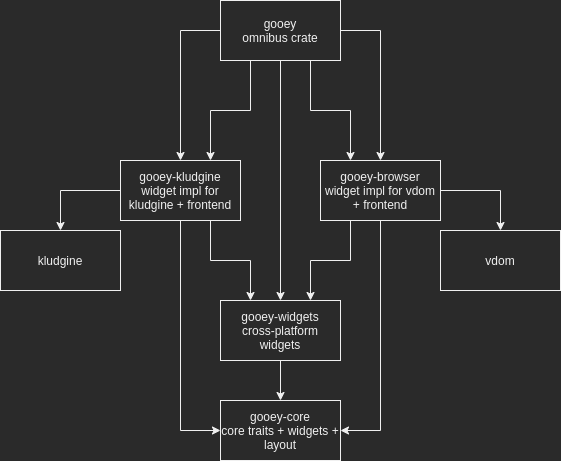 gooey
omnibus crate
gooey-kludgine
widget impl for
kludgine + frontend
gooey-browser
widget impl for vdom
+ frontend
kludgine
vdom
gooey-widgets
cross-platform
widgets
gooey-core
core traits + widgets +
layout